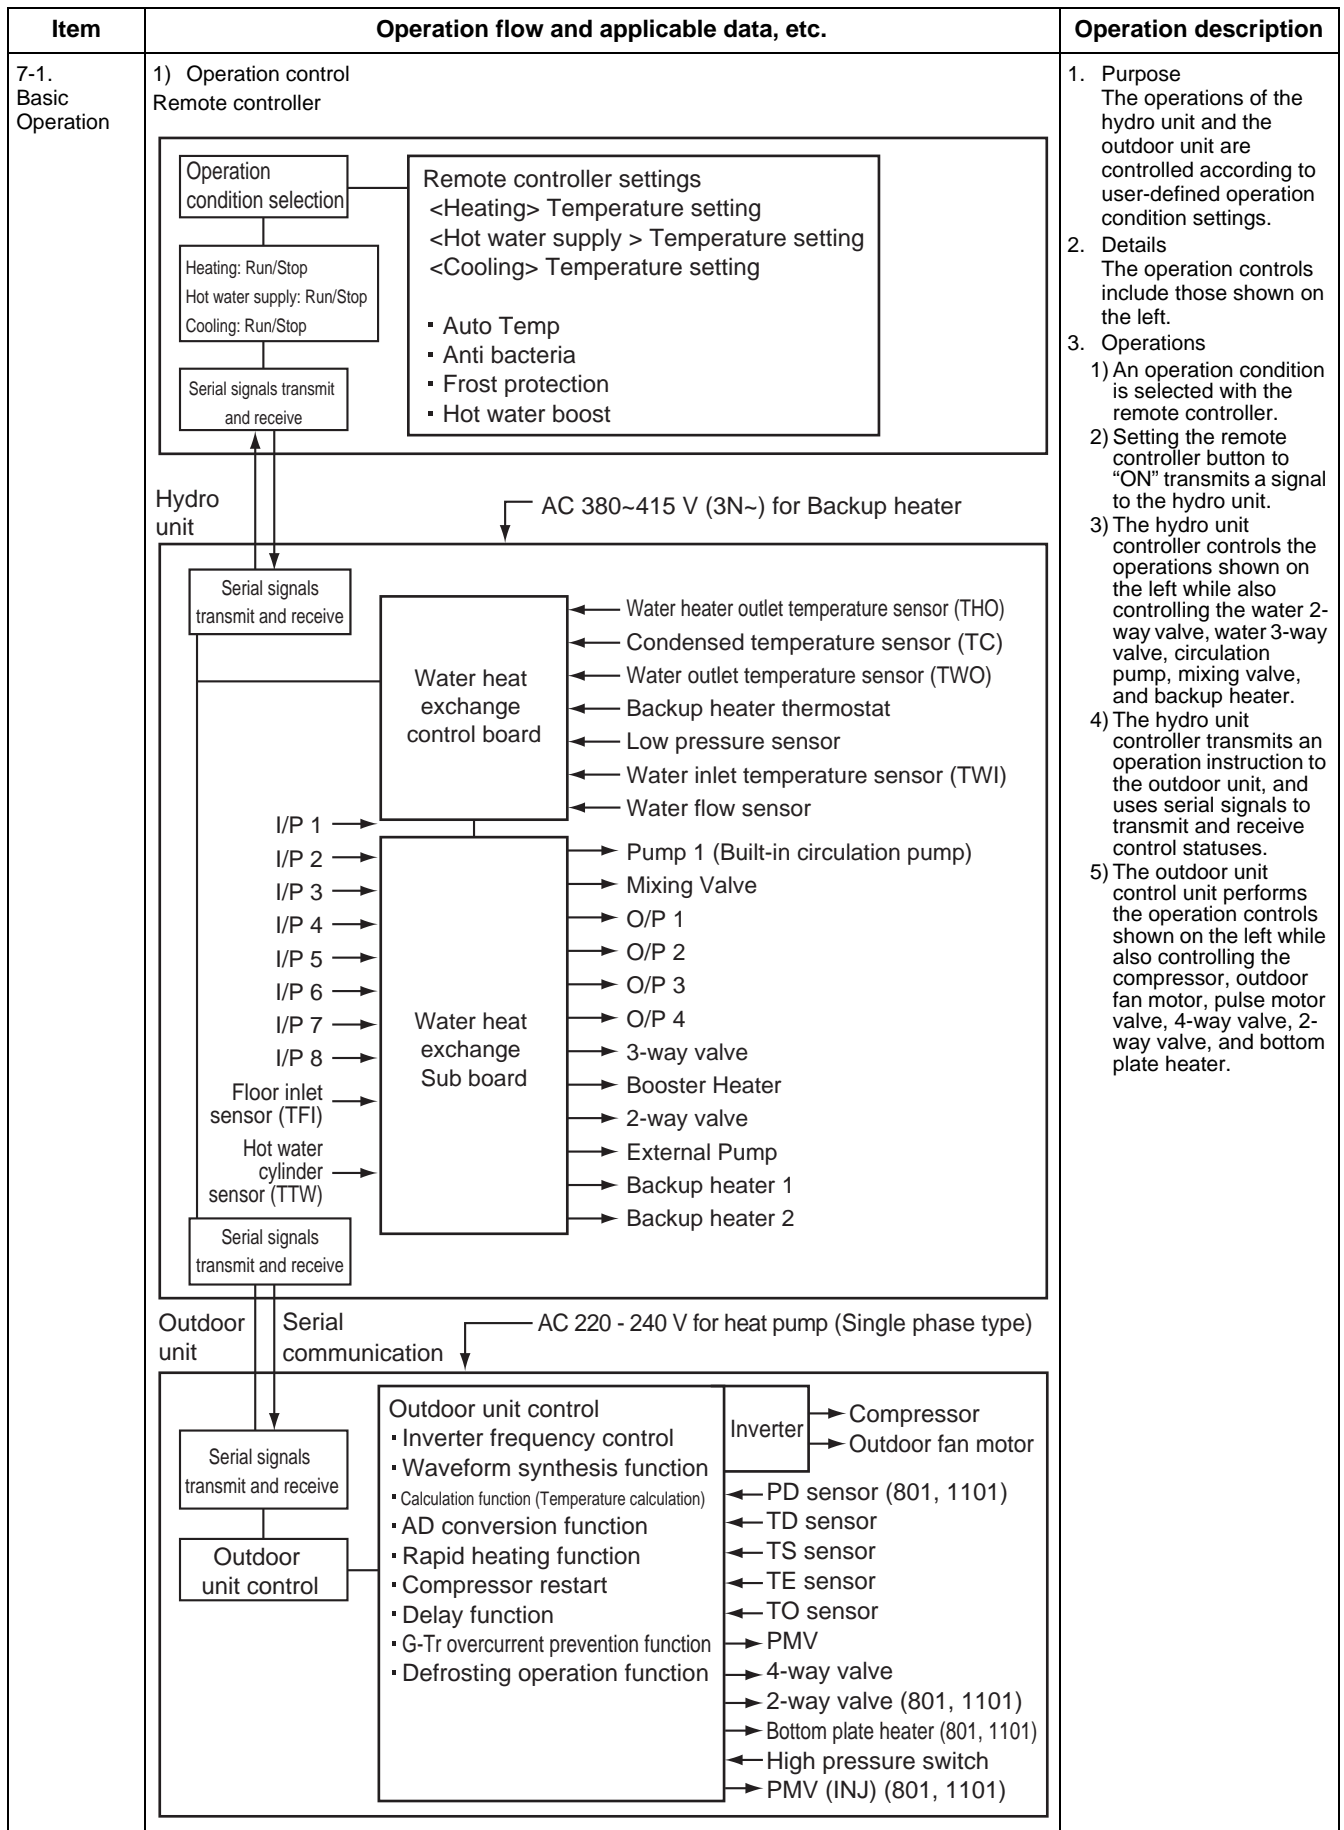 Item
Operation flow and applicable data, etc.
Operation description
7-1.
Basic
Operation
1) Operation control
Remote controller
Operation
condition selection
Heating: Run/Stop
Hot water supply: Run/Stop
Cooling: Run/Stop
Serial signals transmit
and receive
Remote controller settings
<Heating> Temperature setting
<Hot water supply > Temperature setting
<Cooling> Temperature setting
▪ Auto Temp
▪ Anti bacteria
▪ Frost protection
▪ Hot water boost
Hydro
unit
AC 380~415 V (3N~) for Backup heater
Serial signals
transmit and receive
Water heat
exchange
control board
Water heater outlet temperature sensor (THO)
Condensed temperature sensor (TC)
Water outlet temperature sensor (TWO)
Backup heater thermostat
Low pressure sensor
Water inlet temperature sensor (TWI)
Water flow sensor
I/P 1
I/P 2
I/P 3
I/P 4
I/P 5
I/P 6
I/P 7
I/P 8
Floor inlet
sensor (TFI)
Hot water
cylinder
sensor (TTW)
Water heat
exchange
Sub board
Pump 1 (Built-in circulation pump)
Mixing Valve
O/P 1
O/P 2
O/P 3
O/P 4
3-way valve
Booster Heater
2-way valve
External Pump
Backup heater 1
Backup heater 2
Serial signals
transmit and receive
Outdoor
unit
Serial
communication
AC 220 - 240 V for heat pump (Single phase type)
Serial signals
transmit and receive
Outdoor
unit control
Outdoor unit control
▪ Inverter frequency control
▪ Waveform synthesis function
▪ Calculation function (Temperature calculation)
▪ AD conversion function
▪ Rapid heating function
▪ Compressor restart
▪ Delay function
▪ G-Tr overcurrent prevention function
▪ Defrosting operation function
Inverter
Compressor
Outdoor fan motor
PD sensor (801, 1101)
TD sensor
TS sensor
TE sensor
TO sensor
PMV
4-way valve
2-way valve (801, 1101)
Bottom plate heater (801, 1101)
High pressure switch
PMV (INJ) (801, 1101)
1. Purpose
The operations of the
hydro unit and the
outdoor unit are
controlled according to
user-defined operation
condition settings.
2. Details
The operation controls
include those shown on
the left.
3. Operations
1) An operation condition
is selected with the
remote controller.
2) Setting the remote
controller button to
“ON” transmits a signal
to the hydro unit.
3) The hydro unit
controller controls the
operations shown on
the left while also
controlling the water 2-
way valve, water 3-way
valve, circulation
pump, mixing valve,
and backup heater.
4) The hydro unit
controller transmits an
operation instruction to
the outdoor unit, and
uses serial signals to
transmit and receive
control statuses.
5) The outdoor unit
control unit performs
the operation controls
shown on the left while
also controlling the
compressor, outdoor
fan motor, pulse motor
valve, 4-way valve, 2-
way valve, and bottom
plate heater.